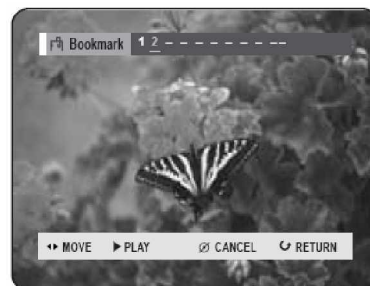 Bookmark 1 2 – – – – – – – – ––
MOVE PLAY CANCEL RETURN